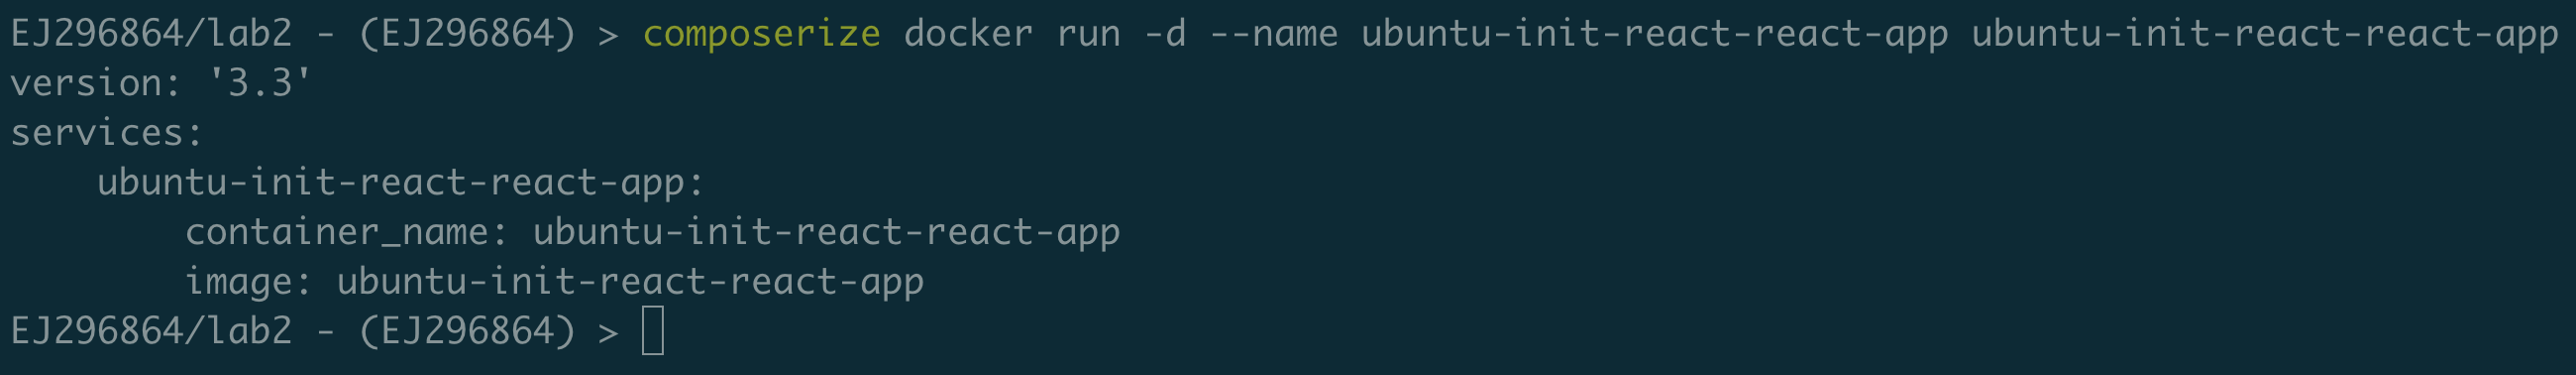 EJ296864/lab2 - (EJ296864) > composerize docker run -d --name ubuntu-init-react-react-app ubuntu-init-react-react-app
version: '3.3'
services:
    ubuntu-init-react-react-app:
        container_name: ubuntu-init-react-react-app
        image: ubuntu-init-react-react-app
EJ296864/lab2 - (EJ296864) >